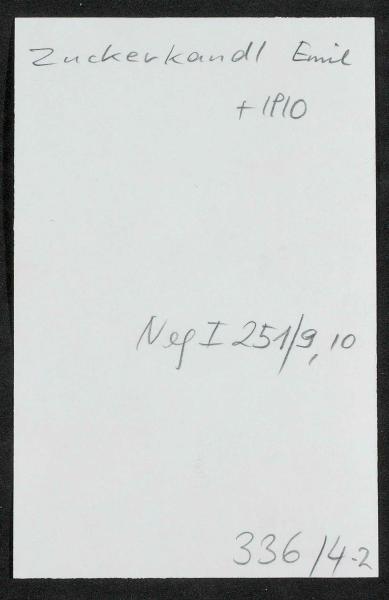 Zuckerkandl Emil
+ 1910
Neg I 251/9, 10
336/4-2